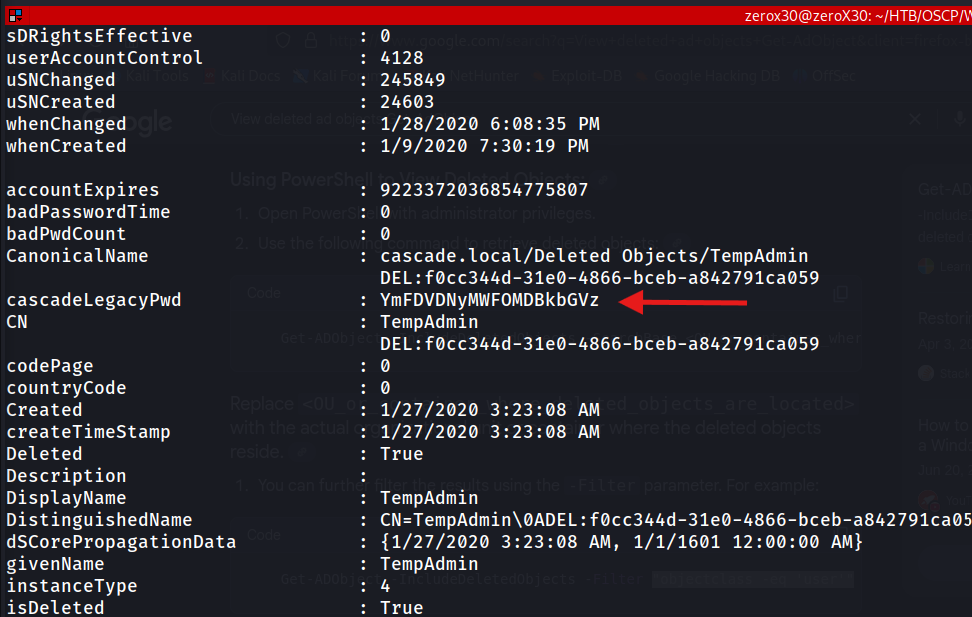 zerox30@zeroX30: ~/HTB/OSCP/W
sDRightsEffective : 0
userAccountControl : 4128
uSNChanged : 245849
uSNCreated : 24603
whenChanged : 1/28/2020 6:08:35 PM
whenCreated : 1/9/2020 7:30:19 PM
accountExpires : 9223372036854775807
badPasswordTime : 0
badPwdCount : 0
CanonicalName : cascade.local/Deleted Objects/TempAdmin
DEL:f0cc344d-31e0-4866-bceb-a842791ca059
cascadeLegacyPwd : YmFDVDNyMWFOMDBkbGVz
CN : TempAdmin
DEL:f0cc344d-31e0-4866-bceb-a842791ca059
codePage : 0
countryCode : 0
Created : 1/27/2020 3:23:08 AM
createTimeStamp : 1/27/2020 3:23:08 AM
Deleted : True
Description :
DisplayName : TempAdmin
DistinguishedName : CN=TempAdmin\0ADEL:f0cc344d-31e0-4866-bceb-a842791ca05
dSCorePropagationData : {1/27/2020 3:23:08 AM, 1/1/1601 12:00:00 AM}
givenName : TempAdmin
instanceType : 4
isDeleted : True